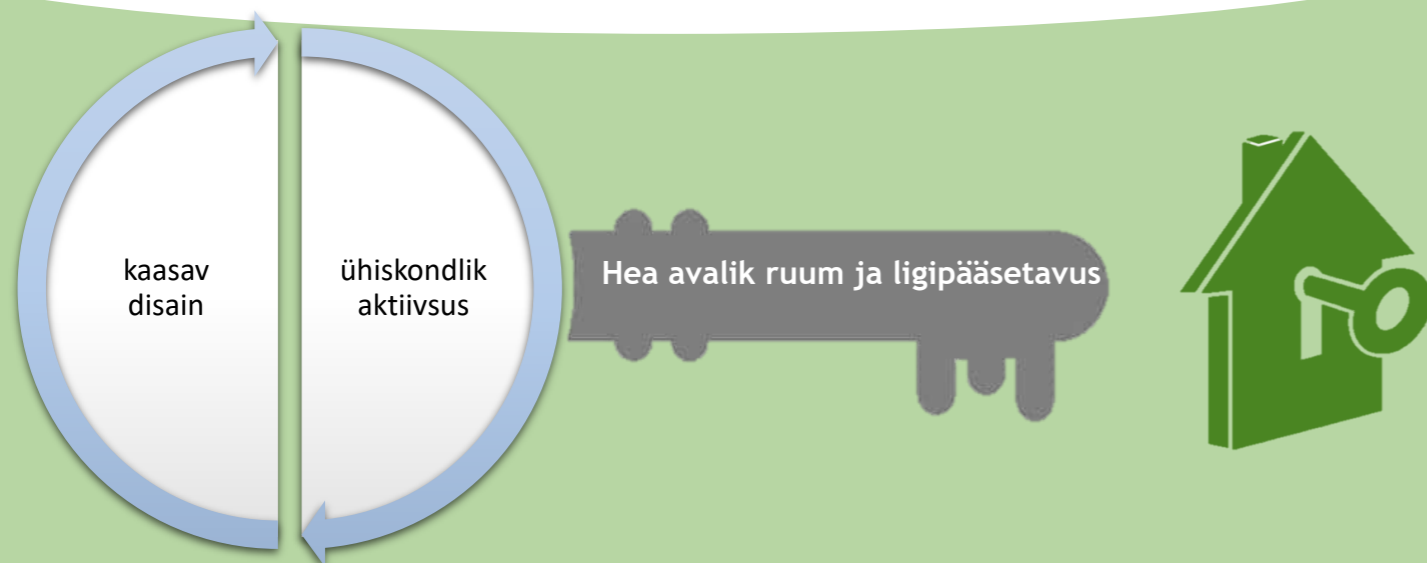 kaasav
disain
ühiskondlik
aktiivsus
Hea avalik ruum ja ligipääsetavus